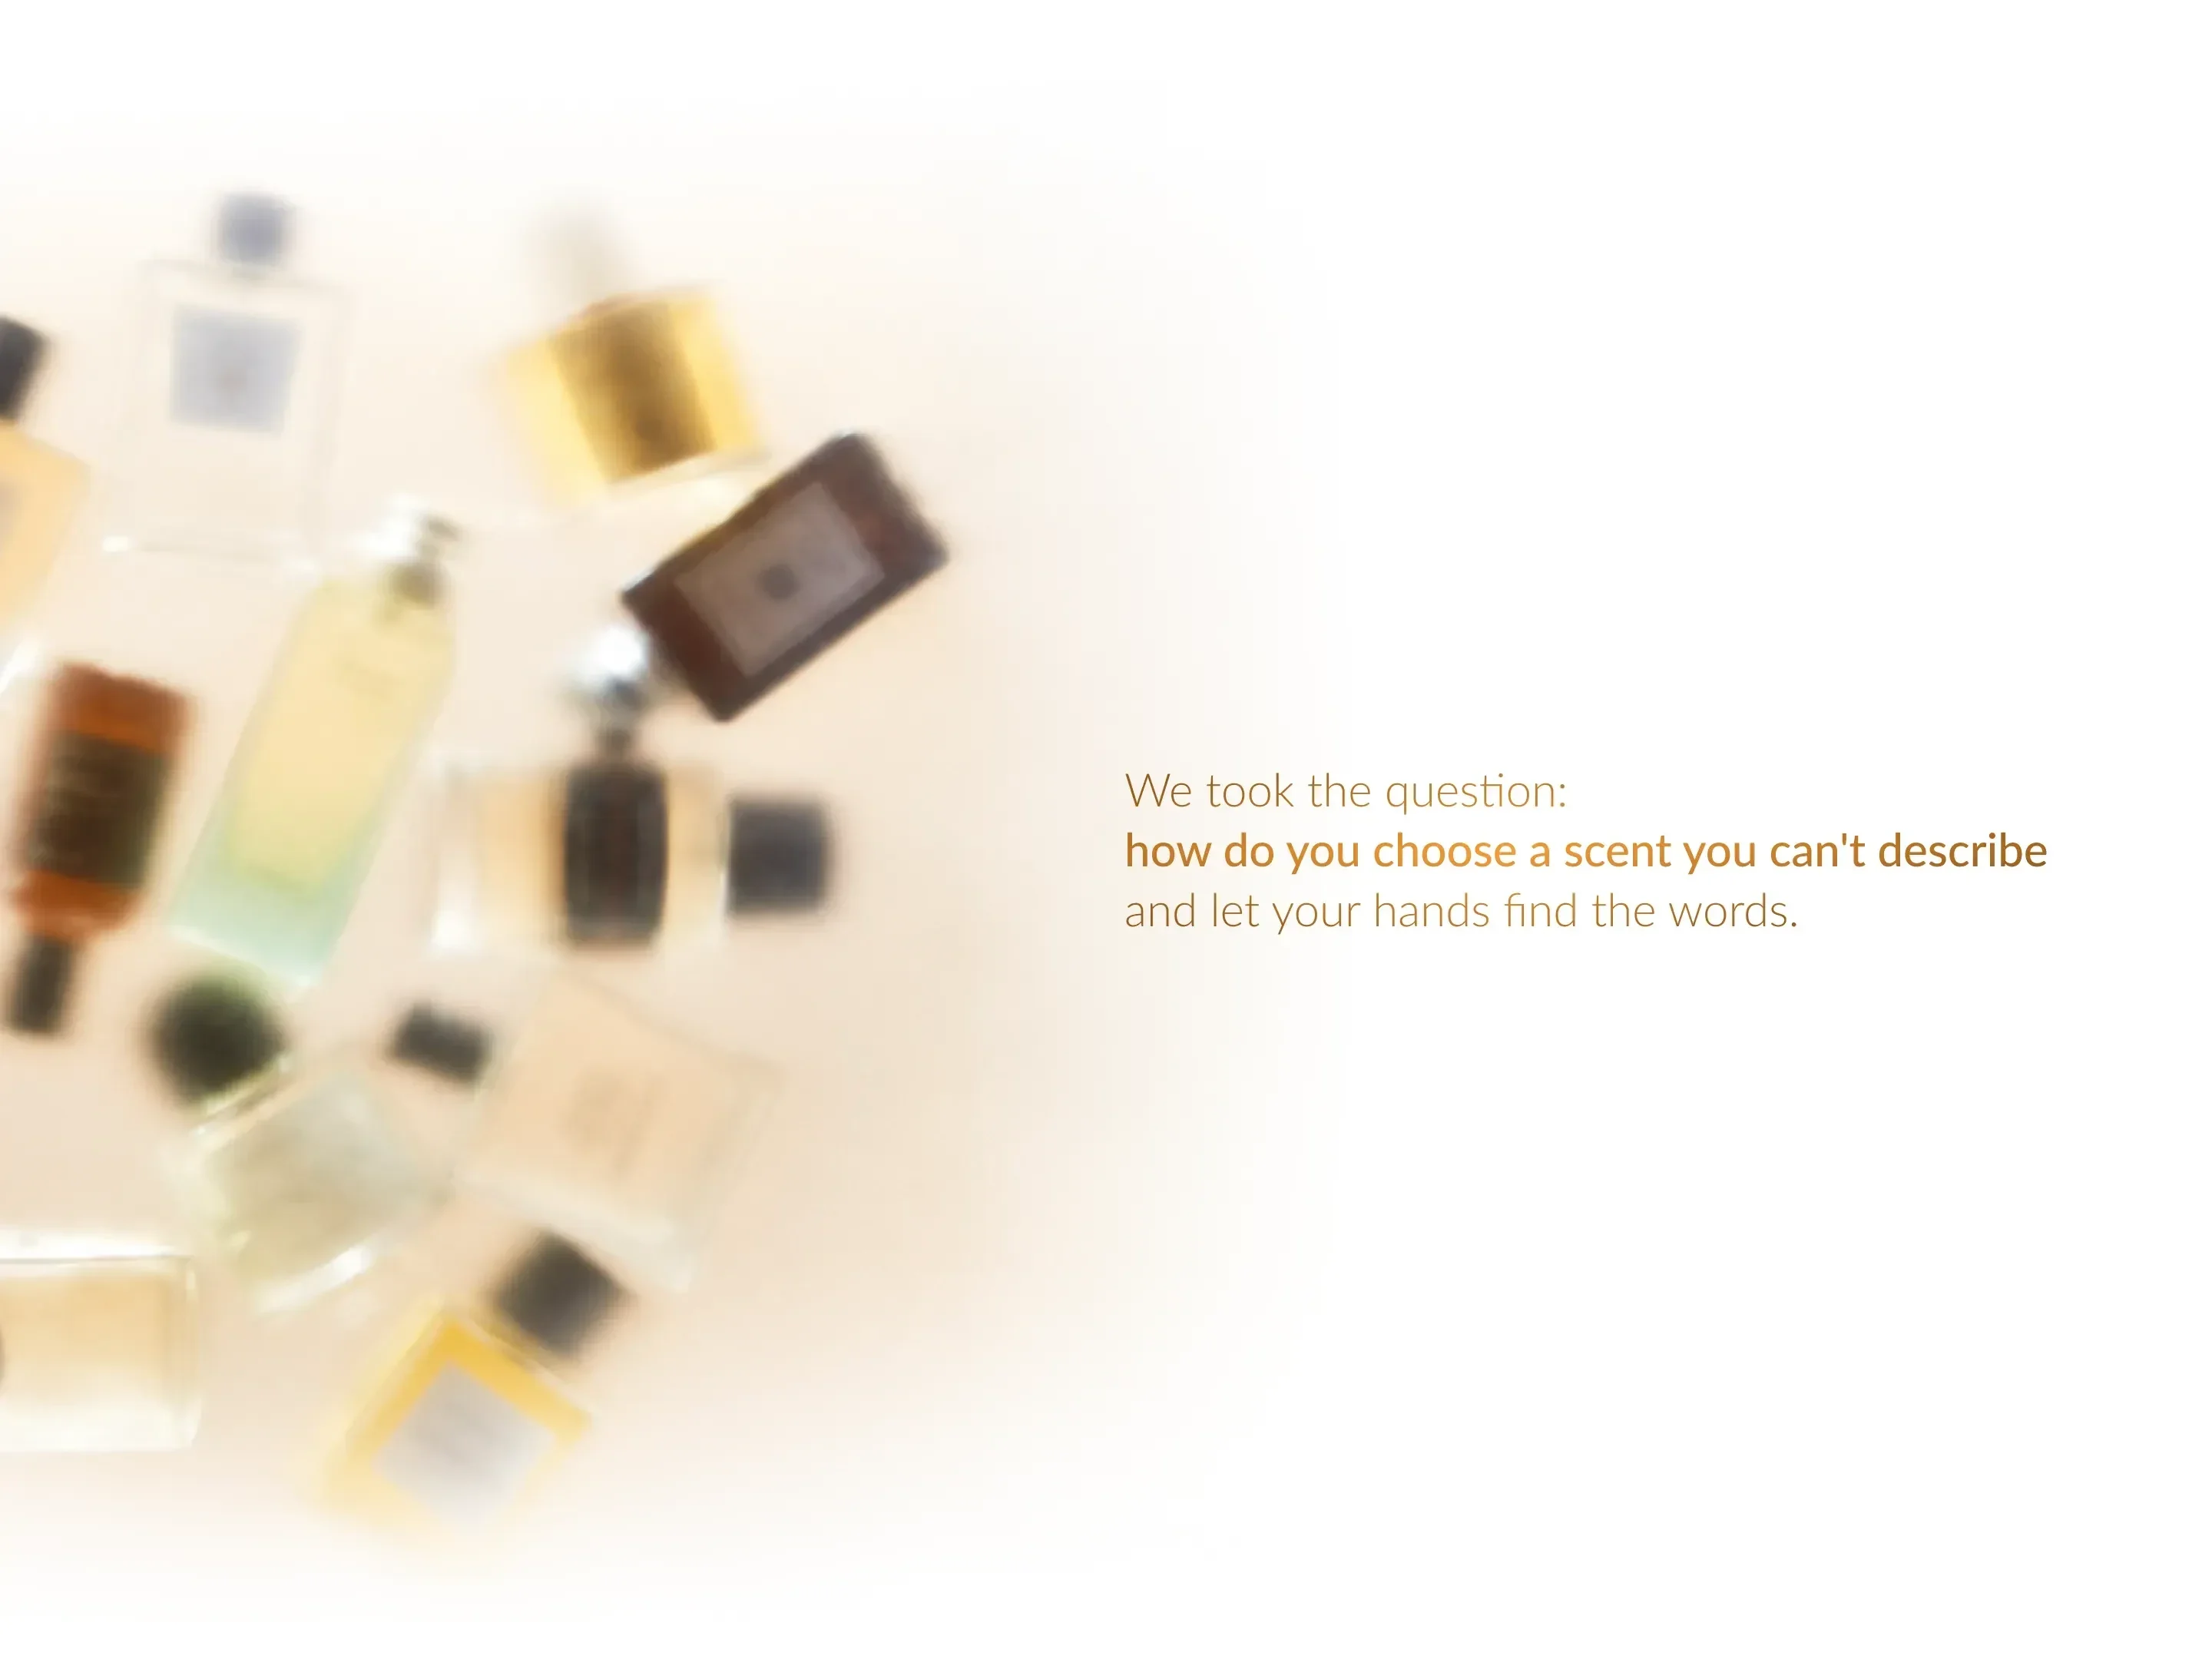 We took the question:
how do you choose a scent you can't describe
and let your hands find the words.